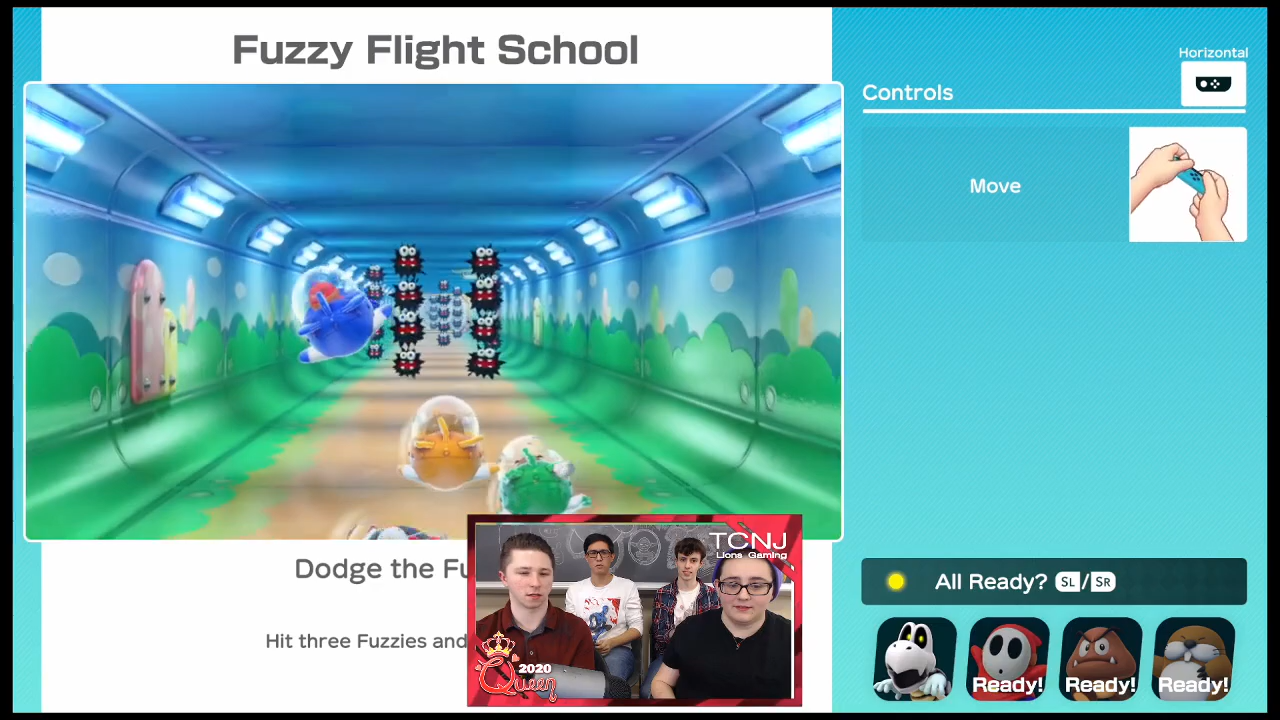 Fuzzy Flight School
Horizontal
Controls
Move
Dodge the Fu
Hit three Fuzzies and
All Ready? SL/SR
Ready!
Ready!
Ready!
TCNJ
Lions Gaming
2020
Queen